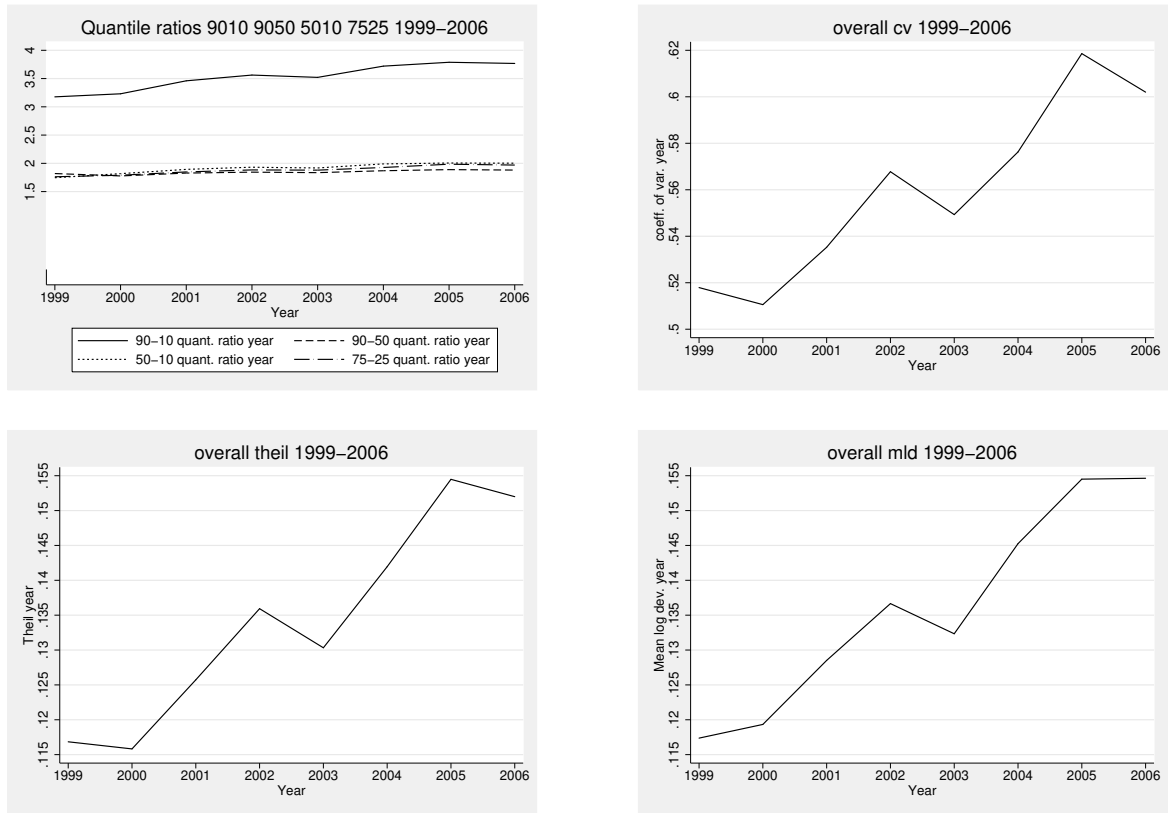 Quantile ratios 9010 9050 5010 7525 1999−2006
4
3.5
3
2.5
2
1.5
1999 2000 2001 2002 2003 2004 2005 2006
Year
90−10 quant. ratio year 90−50 quant. ratio year
50−10 quant. ratio year 75−25 quant. ratio year
overall cv 1999−2006
coeff. of var. year
.62
.6
.58
.56
.54
.52
.5
1999 2000 2001 2002 2003 2004 2005 2006
Year
overall theil 1999−2006
Theil year
.155
.15
.145
.14
.135
.13
.125
.12
.115
1999 2000 2001 2002 2003 2004 2005 2006
Year
overall mld 1999−2006
Mean log dev. year
.155
.15
.145
.14
.135
.13
.125
.12
.115
1999 2000 2001 2002 2003 2004 2005 2006
Year